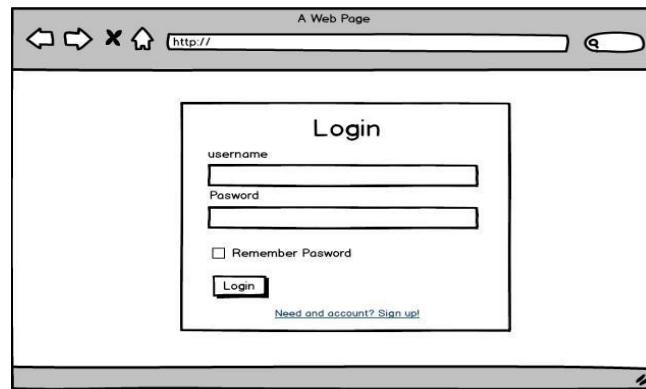 A Web Page
http://
Login
username
Pasword
Remember Pasword
Login
Need and account? Sign up!